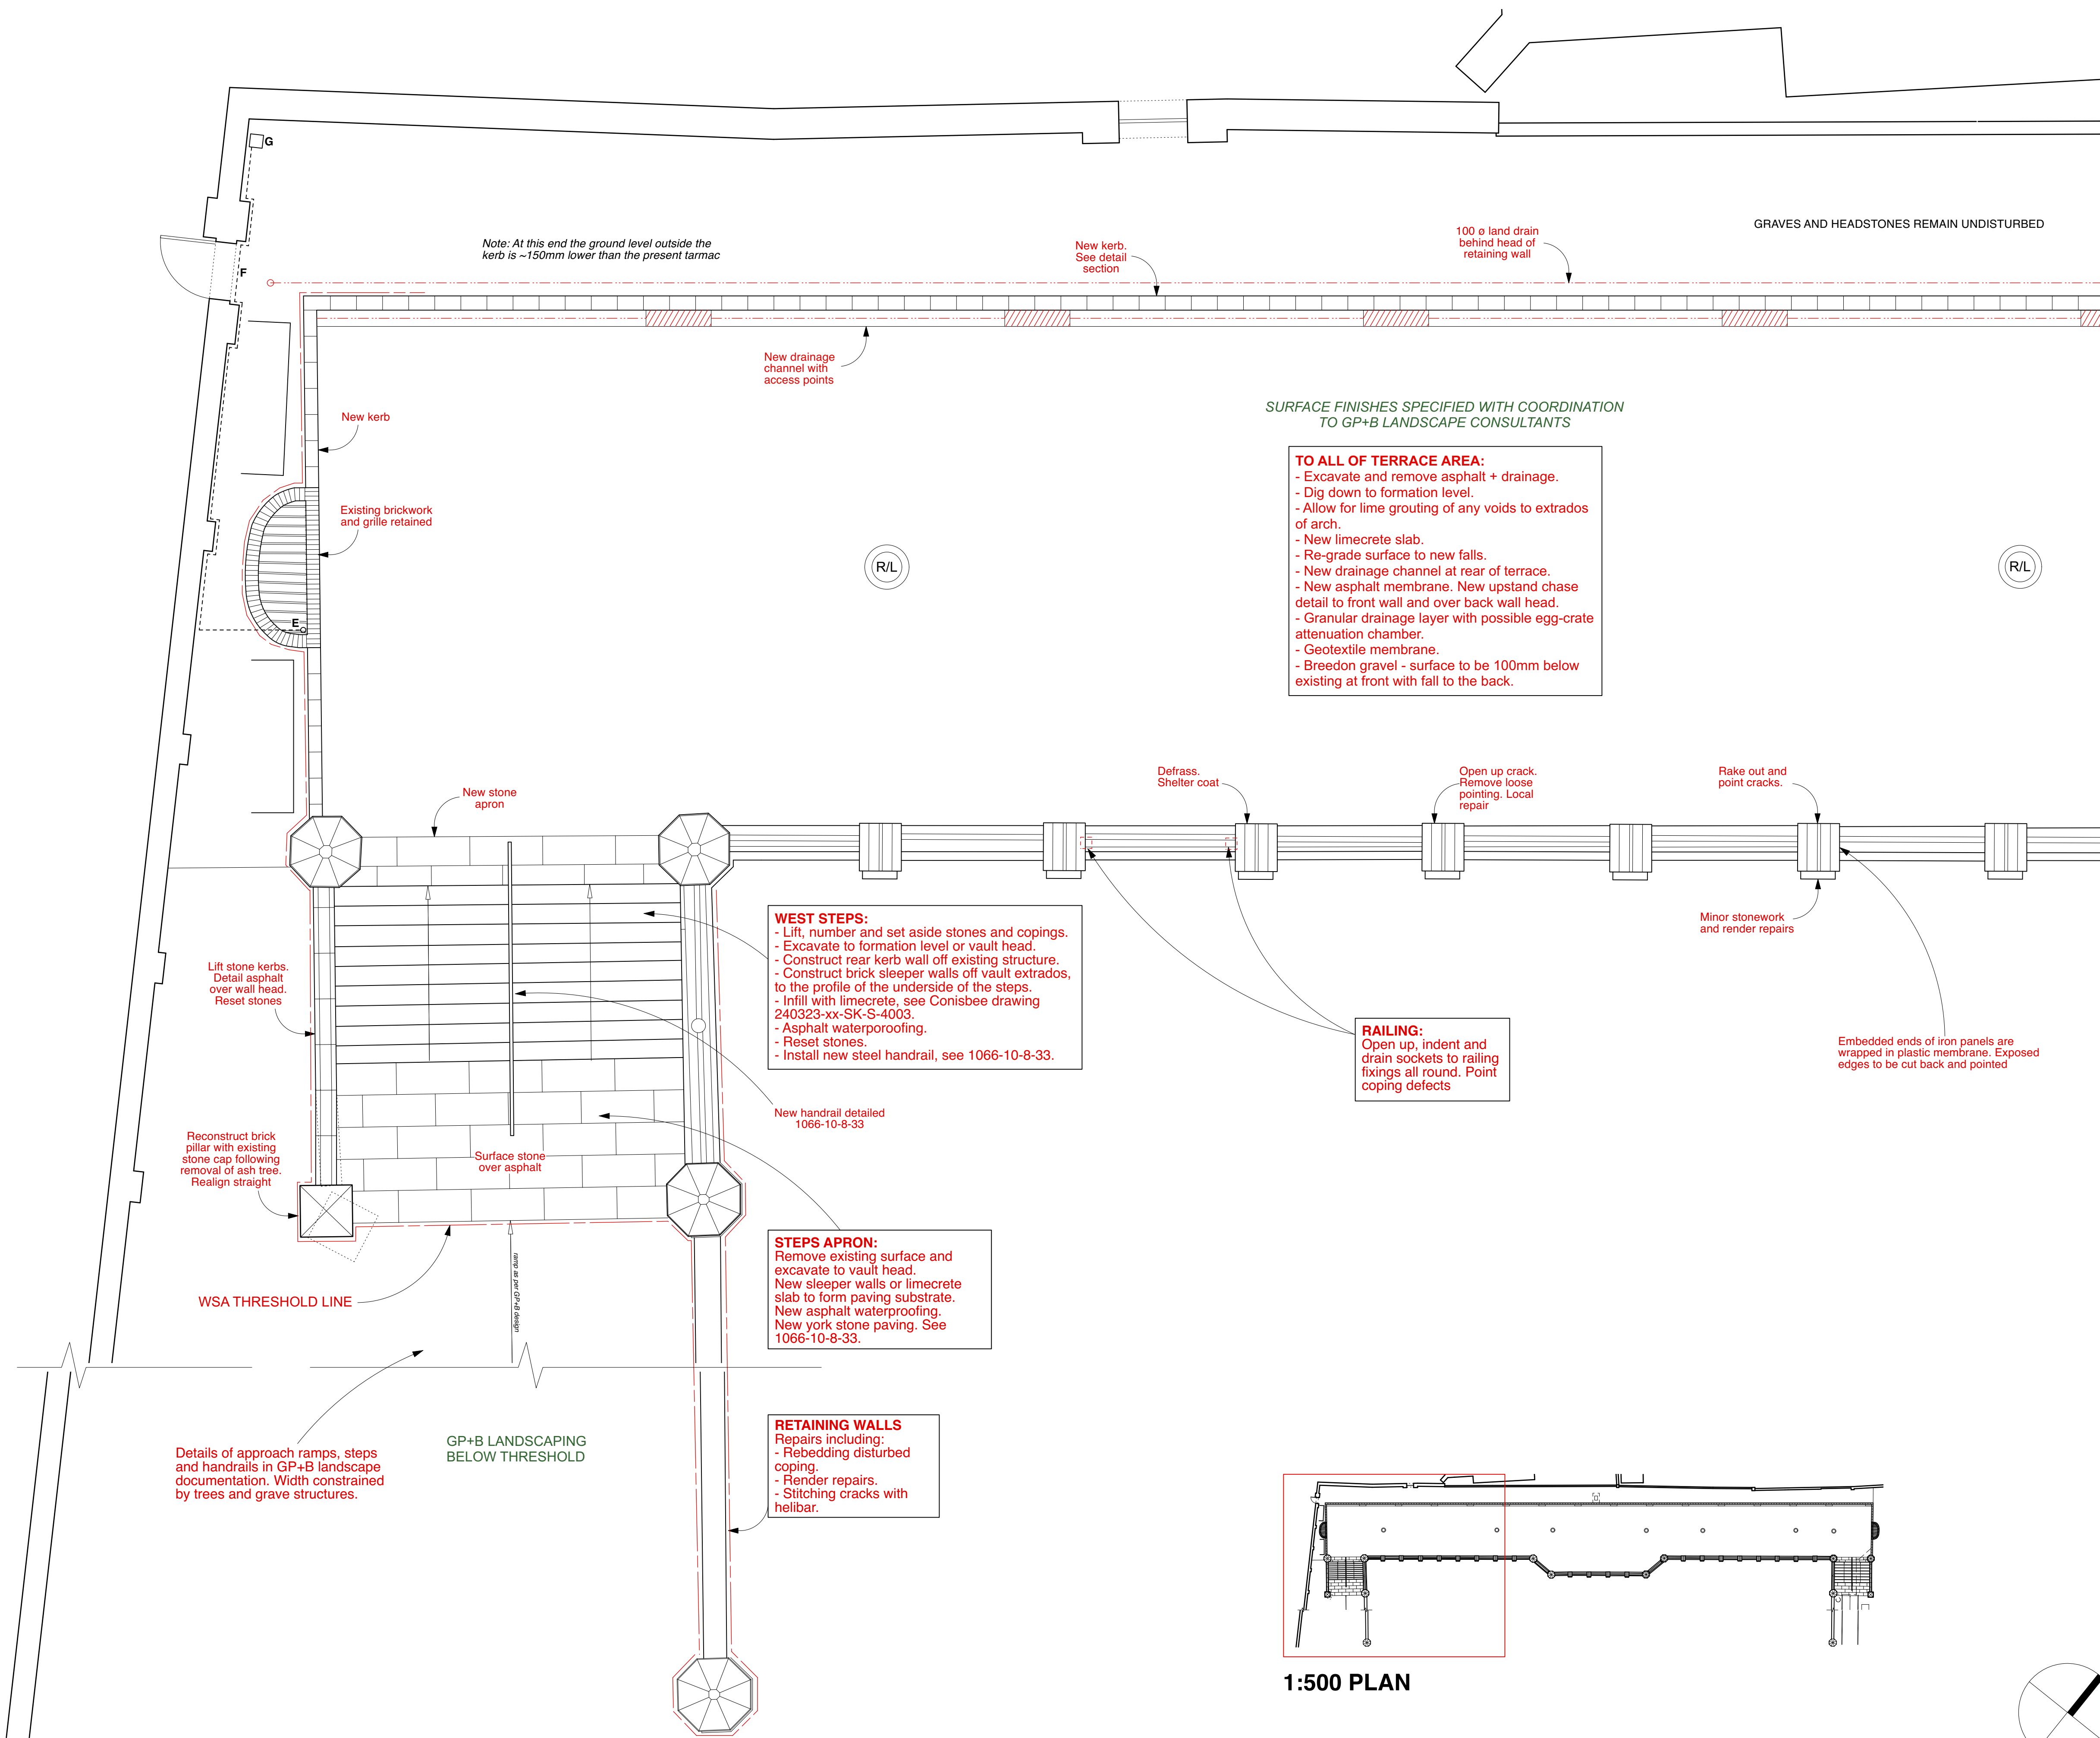 G
F
Note: At this end the ground level outside the
kerb is ~150mm lower than the present tarmac
New kerb.
See detail
section
100 ø land drain
behind head of
retaining wall
GRAVES AND HEADSTONES REMAIN UNDISTURBED
New drainage
channel with
access points
New kerb
SURFACE FINISHES SPECIFIED WITH COORDINATION
TO GP+B LANDSCAPE CONSULTANTS
TO ALL OF TERRACE AREA:
- Excavate and remove asphalt + drainage.
- Dig down to formation level.
- Allow for lime grouting of any voids to extrados
of arch.
- New limecrete slab.
- Re-grade surface to new falls.
- New drainage channel at rear of terrace.
- New asphalt membrane. New upstand chase
detail to front wall and over back wall head.
- Granular drainage layer with possible egg-crate
attenuation chamber.
- Geotextile membrane.
- Breedon gravel - surface to be 100mm below
existing at front with fall to the back.
Existing brickwork
and grille retained
R/L
R/L
E
New stone
apron
Defrass.
Shelter coat
Open up crack.
Remove loose
pointing. Local
repair
Rake out and
point cracks.
Minor stonework
and render repairs
WEST STEPS:
- Lift, number and set aside stones and copings.
- Excavate to formation level or vault head.
- Construct rear kerb wall off existing structure.
- Construct brick sleeper walls off vault extrados,
to the profile of the underside of the steps.
- Infill with limecrete, see Conisbee drawing
240323-xx-SK-S-4003.
- Asphalt waterporoofing.
- Reset stones.
- Install new steel handrail, see 1066-10-8-33.
Lift stone kerbs.
Detail asphalt
over wall head.
Reset stones
RAILING:
Open up, indent and
drain sockets to railing
fixings all round. Point
coping defects
Embedded ends of iron panels are
wrapped in plastic membrane. Exposed
edges to be cut back and pointed
New handrail detailed
1066-10-8-33
Reconstruct brick
pillar with existing
stone cap following
removal of ash tree.
Realign straight
Surface stone
over asphalt
STEPS APRON:
Remove existing surface and
excavate to vault head.
New sleeper walls or limecrete
slab to form paving substrate.
New asphalt waterproofing.
New york stone paving. See
1066-10-8-33.
ramp as per GP+B design
WSA THRESHOLD LINE
RETAINING WALLS
Repairs including:
- Rebedding disturbed
coping.
- Render repairs.
- Stitching cracks with
helibar.
GP+B LANDSCAPING
BELOW THRESHOLD
Details of approach ramps, steps
and handrails in GP+B landscape
documentation. Width constrained
by trees and grave structures.
1:500 PLAN